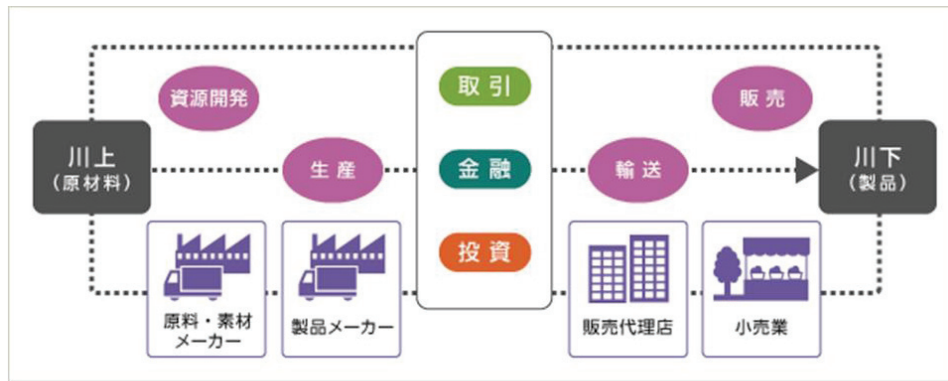 資源開発
取引
販売
川上
（原材料）
生産
金融
輸送
川下
（製品）
投資
原料・素材
メーカー
製品メーカー
販売代理店
小売業